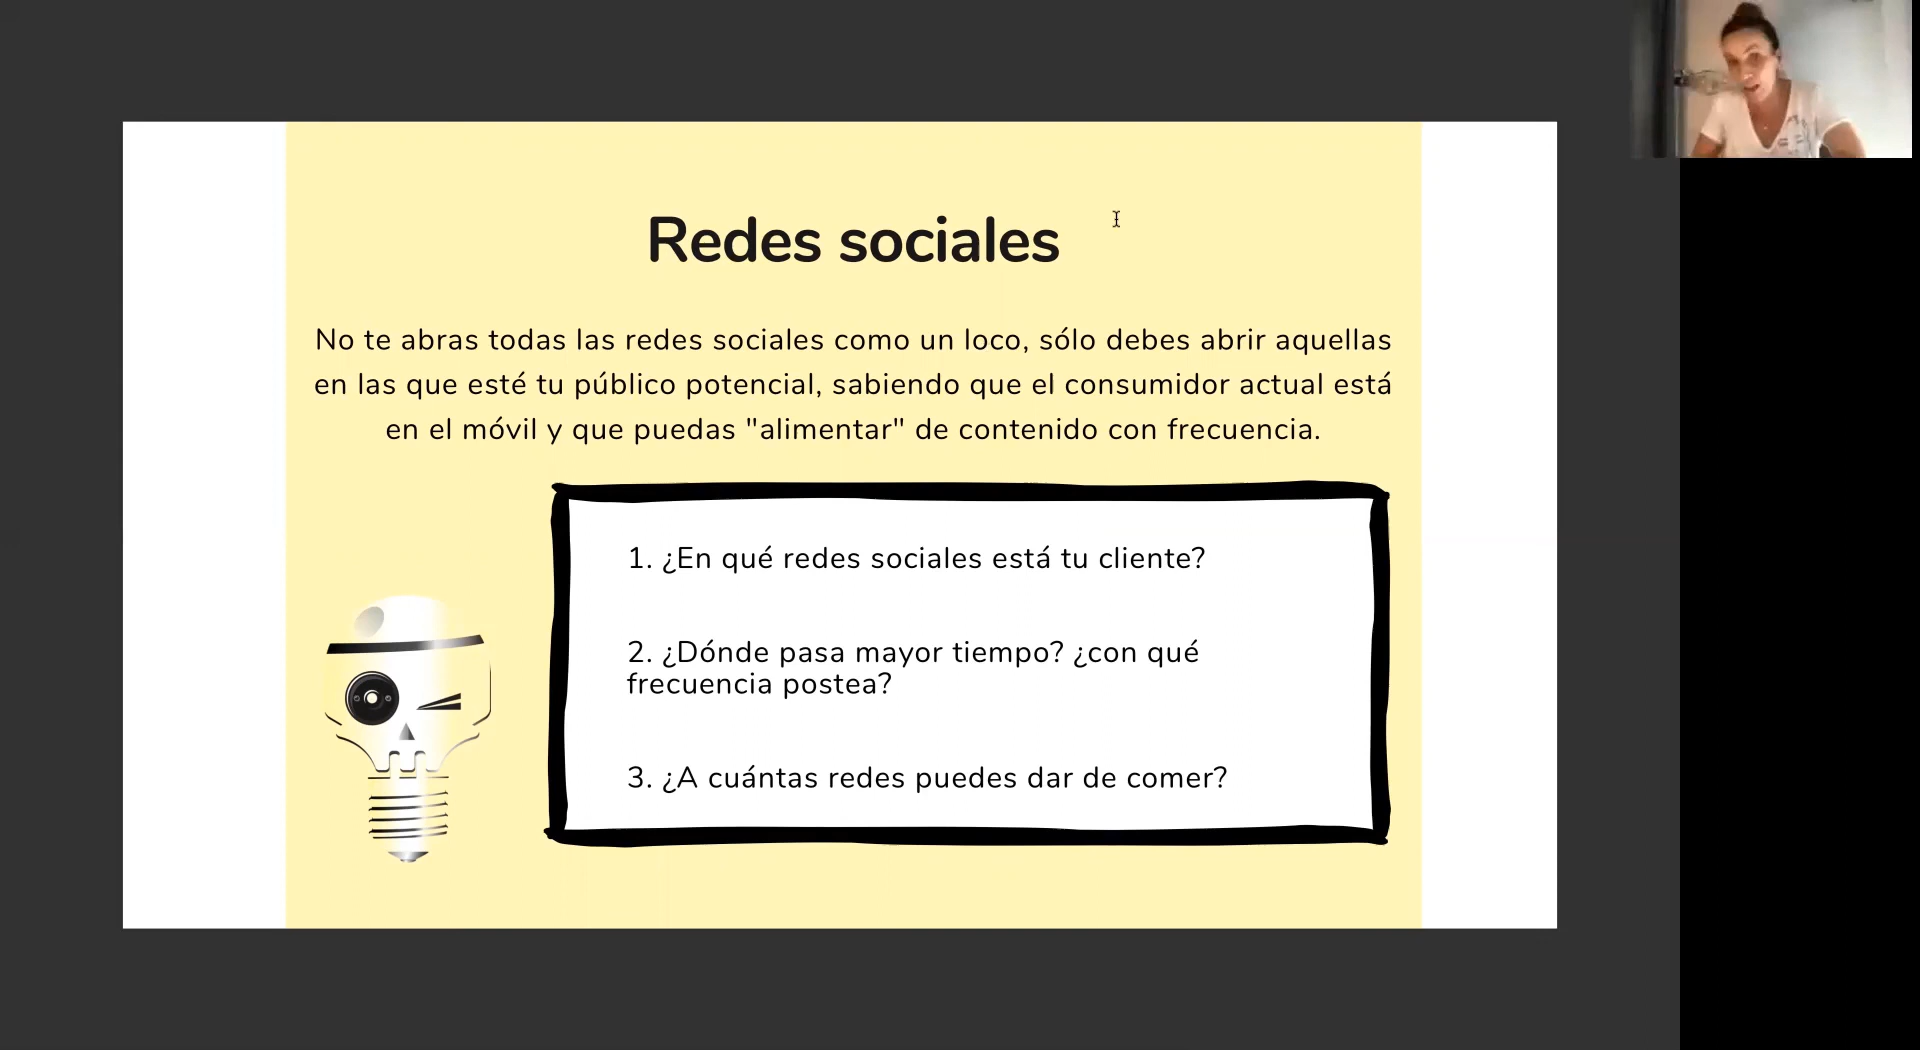 Redes sociales
No te abras todas las redes sociales como un loco, sólo debes abrir aquellas
en las que esté tu público potencial, sabiendo que el consumidor actual está
en el móvil y que puedas "alimentar" de contenido con frecuencia.
1. ¿En qué redes sociales está tu cliente?
2. ¿Dónde pasa mayor tiempo? ¿con qué
frecuencia postea?
3. ¿A cuántas redes puedes dar de comer?